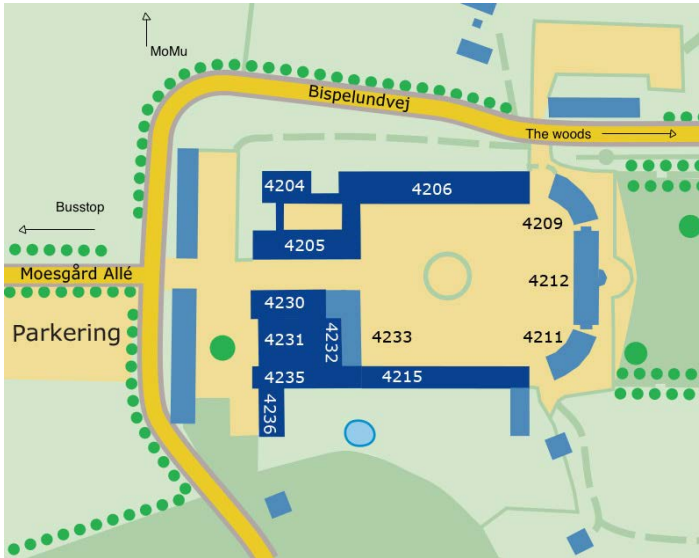 MoMu
Bispelundvej
The woods
4204
4206
Busstop
4209
4205
Moesgård Allé
4212
4230
Parkering
4231
4232
4233
4211
4235
4215
4236